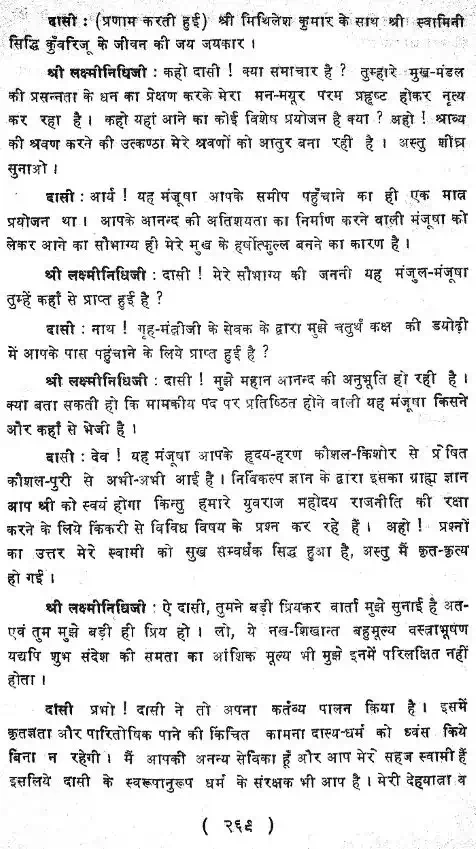 दासी : (प्रणाम करती हुई) श्री मिथिलेश कुमार के साथ श्री स्वामिनी
सिद्धि कुँवरिजू के जीवन की जय जयकार ।
श्री लक्ष्मीनिधिजी : कहो दासी ! क्या समाचार है ? तुम्हारे मुख-मंडल
की प्रसन्नता के धन का प्रेक्षण करके मेरा मन-मयूर परम प्रहृष्ट होकर नृत्य
कर रहा है । कहो यहां आने का कोई विशेष प्रयोजन है क्या ? अहो ! श्राव्य
की श्रवण करने की उत्कण्ठा मेरे श्रवणों को आतुर बना रही है । अस्तु शीघ्र
सुनाओ ।
दासी : आर्य ! यह मंजूषा आपके समीप पहुँचाने का ही एक मात्र
प्रयोजन था । आपके आनन्द की अतिशयता का निर्माण करने वाली मंजूषा को
लेकर आने का सौभाग्य ही मेरे मुख के हर्षोत्फुल्ल बनने का कारण है ।
श्री लक्ष्मीनिधिजी : दासी ! मेरे सौभाग्य की जननी यह मंजुल-मंजूषा
तुम्हें कहाँ से प्राप्त हुई है ?
दासी : नाथ ! गृह-मंत्रीजी के सेवक के द्वारा मुझे चतुर्थ कक्ष की डयोढ़ी
में आपके पास पहुंचाने के लिये प्राप्त हुई है ?
श्री लक्ष्मीनिधिजी : दासी ! मुझे महान आनन्द की अनुभूति हो रही है ।
क्या बता सकती हो कि मामकीय पद पर प्रतिष्ठित होने वाली यह मंजूषा किसने
और कहाँ से भेजी है ।
दासी : देव ! यह मंजूषा आपके हृदय-हरण कौशल-किशोर से प्रेषित
कौशल-पुरी से अभी-अभी आई है । निर्विकल्प ज्ञान के द्वारा इसका ग्राह्य ज्ञान
आप श्री को स्वयं होगा किन्तु हमारे युवराज महोदय राजनीति की रक्षा
करने के लिये किंकरी से विविध विषय के प्रश्न कर रहे हैं । अहो ! प्रश्नों
का उत्तर मेरे स्वामी को सुख सम्वर्धक सिद्ध हुआ है, अस्तु मैं कृत-कृत्य
हो गई ।
श्री लक्ष्मीनिधिजी : ऐ दासी, तुमने बड़ी प्रियकर वार्ता मुझे सुनाई है अत-
एवं तुम मुझे बड़ी ही प्रिय हो । लो, ये नख-शिखान्त बहुमूल्य वस्त्राभूषण
यद्यपि शुभ संदेश की समता का आंशिक मूल्य भी मुझे इनमें परिलक्षित नहीं
होता ।
दासी प्रभो ! दासी ने तो अपना कर्तव्य पालन किया है । इसमें
कृतज्ञता और पारितोषिक पाने की किंचित कामना दास्य-धर्म को ध्वंस किये
बिना न रहेगी । मैं आपकी अनन्य सेविका हूँ और आप मेरे सहज स्वामी हैं
इसलिये दासी के स्वरूपानुरूप धर्म के संरक्षक भी आप है । मेरी देहयात्रा व
( २६९ )